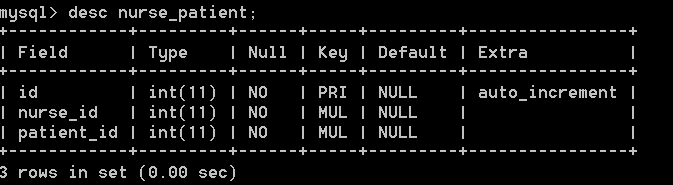 mysql> desc nurse_patient;
+------------+---------+------+-----+---------+----------------+
| Field      | Type    | Null | Key | Default | Extra          |
+------------+---------+------+-----+---------+----------------+
| id         | int(11) | NO   | PRI | NULL    | auto_increment |
| nurse_id   | int(11) | NO   | MUL | NULL    |                |
| patient_id | int(11) | NO   | MUL | NULL    |                |
+------------+---------+------+-----+---------+----------------+
3 rows in set (0.00 sec)